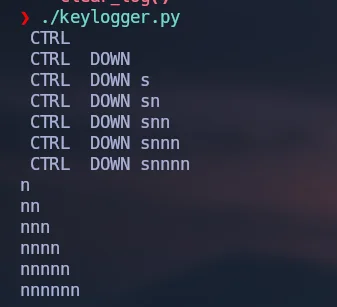 clear_log()
❯ ./keylogger.py
CTRL
CTRL  DOWN
CTRL  DOWN s
CTRL  DOWN sn
CTRL  DOWN snn
CTRL  DOWN snnn
CTRL  DOWN snnnn
n
nn
nnn
nnnn
nnnnn
nnnnnn